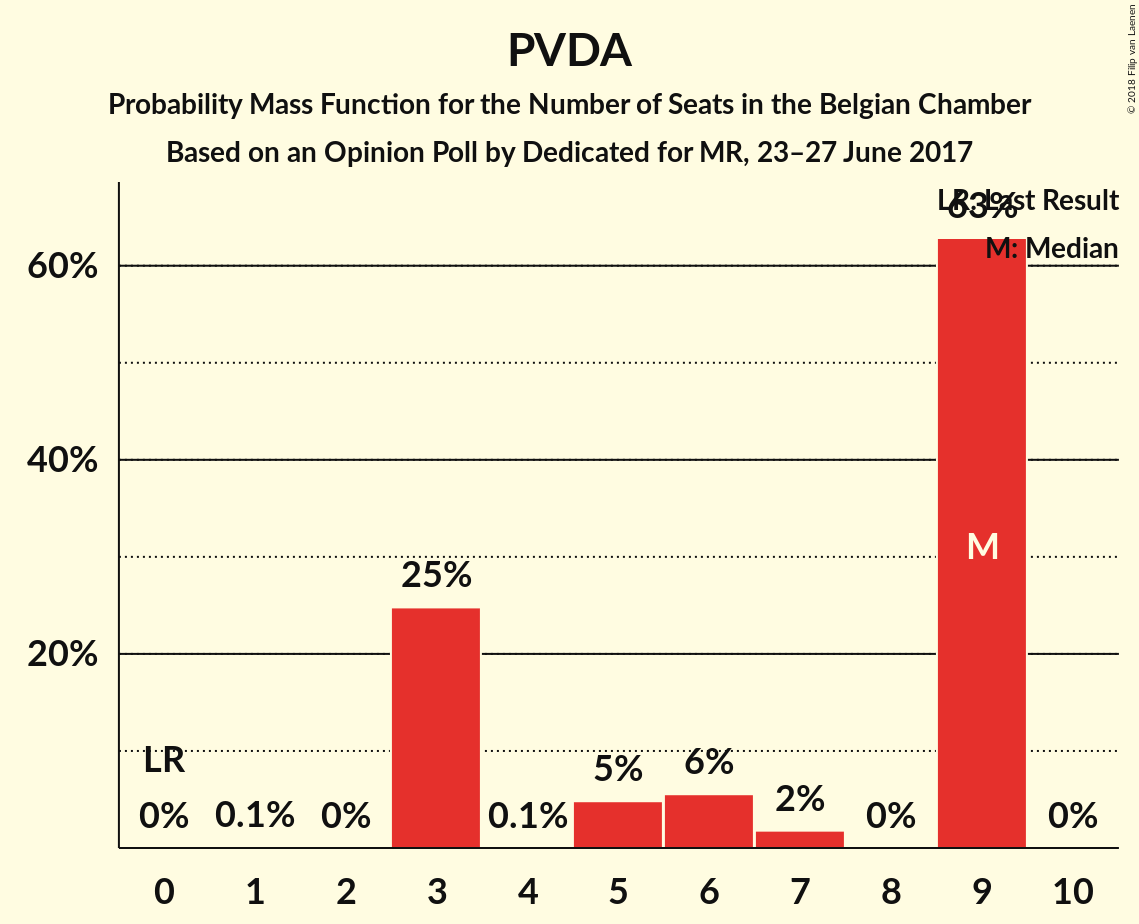 PVDA
Probability Mass Function for the Number of Seats in the Belgian Chamber
Based on an Opinion Poll by Dedicated for MR, 23–27 June 2017
© 2018 Filip van Laenen
LR: Last Result
M: Median
63%
60%
40%
20%
M
25%
LR
0%
0.1%
0%
0.1%
5%
6%
2%
0%
0%
0 1 2 3 4 5 6 7 8 9 10